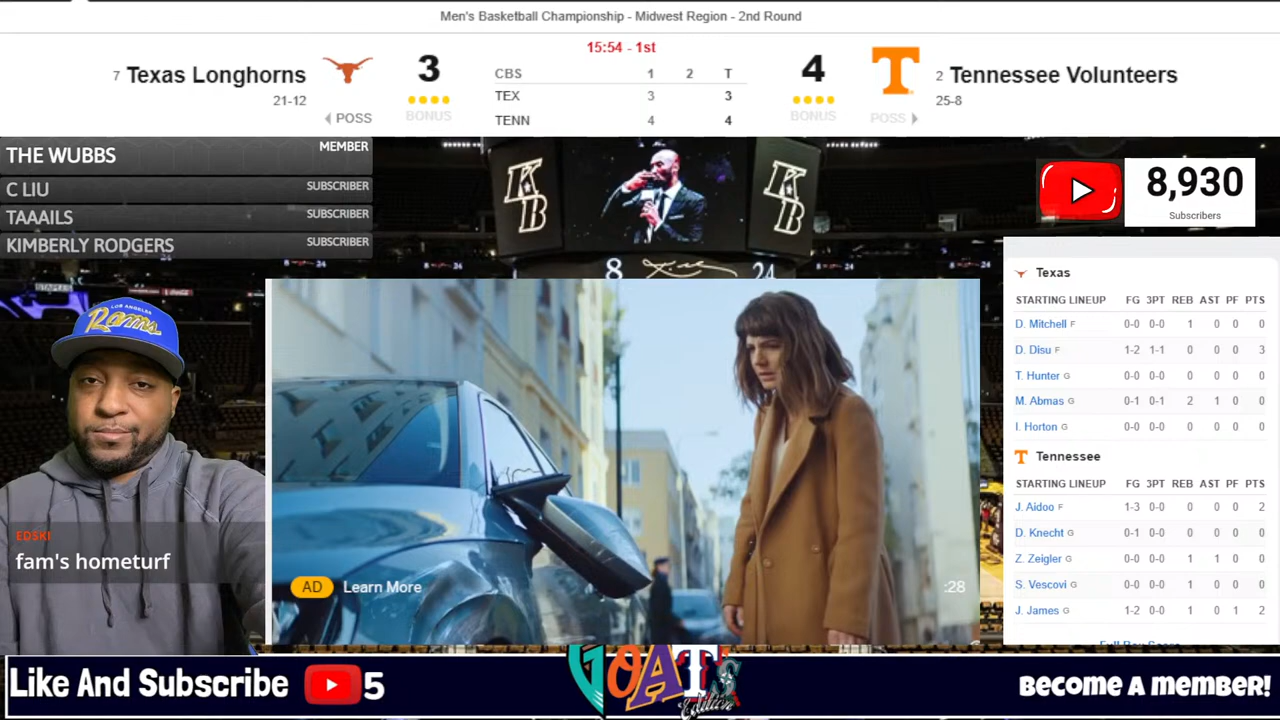 Men's Basketball Championship - Midwest Region - 2nd Round
15:54 - 1st
7 Texas Longhorns
21-12
POSS
3
BONUS
CBS 1 2 T
TEX 3 3
TENN 4 4
4
BONUS
2 Tennessee Volunteers
25-8
POSS
THE WUBBS MEMBER
C LIU SUBSCRIBER
TAAAILS SUBSCRIBER
KIMBERLY RODGERS SUBSCRIBER
KB
KB
8 24
8,930
Subscribers
Texas
STARTING LINEUP FG 3PT REB AST PF PTS
D. Mitchell F 0-0 0-0 1 0 0 0
D. Disu F 1-2 1-1 0 0 0 3
T. Hunter G 0-0 0-0 0 0 0 0
M. Abmas G 0-1 0-1 2 1 0 0
I. Horton G 0-0 0-0 0 0 0 0
Tennessee
STARTING LINEUP FG 3PT REB AST PF PTS
J. Aidoo F 1-3 0-0 0 0 0 2
D. Knecht G 0-1 0-0 0 0 0 0
Z. Zeigler G 0-0 0-0 1 1 0 0
S. Vescovi G 0-0 0-0 1 0 0 0
J. James G 1-2 0-0 1 0 1 2
LOS ANGELES
Rams
EDSKI
fam's hometurf
AD Learn More
:28
Like And Subscribe 5
GOATS
Edition
BECOME A MEMBER!